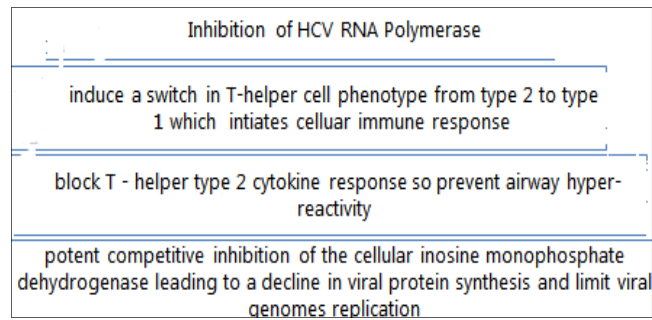 Inhibition of HCV RNA Polymerase
induce a switch in T-helper cell phenotype from type 2 to type
1 which intiates celluar immune response
block T - helper type 2 cytokine response so prevent airway hyper-
reactivity
potent competitive inhibition of the cellular inosine monophosphate
dehydrogenase leading to a decline in viral protein synthesis and limit viral
genomes replication